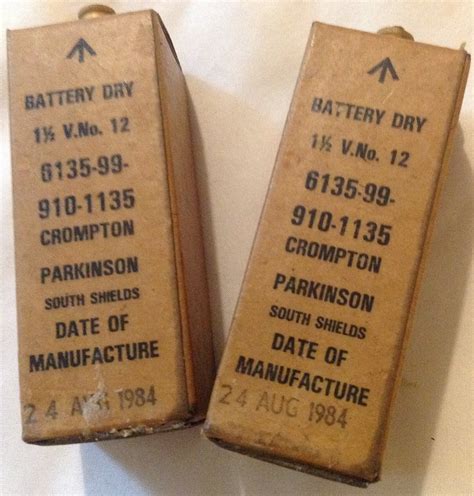 BATTERY DRY
1½ V.No. 12
6135-99-
910-1135
CROMPTON
PARKINSON
SOUTH SHIELDS
DATE OF
MANUFACTURE
24 AUG 1984
BATTERY DRY
1½ V.No. 12
6135-99-
910-1135
CROMPTON
PARKINSON
SOUTH SHIELDS
DATE OF
MANUFACTURE
24 AUG 1984